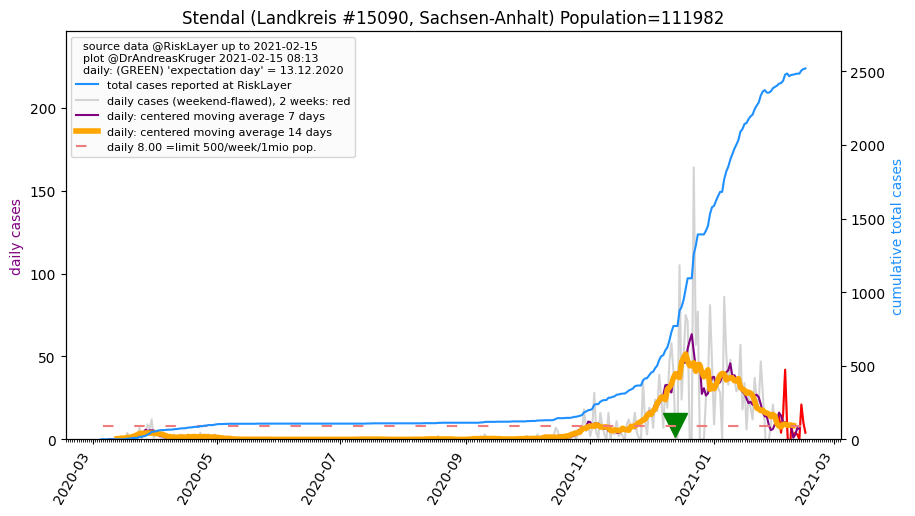 Stendal (Landkreis #15090, Sachsen-Anhalt) Population=111982
source data @RiskLayer up to 2021-02-15
plot @DrAndreasKruger 2021-02-15 08:13
daily: (GREEN) 'expectation day' = 13.12.2020
total cases reported at RiskLayer
daily cases (weekend-flawed), 2 weeks: red
daily: centered moving average 7 days
daily: centered moving average 14 days
daily 8.00 =limit 500/week/1mio pop.
daily cases
200
150
100
50
0
cumulative total cases
2500
2000
1500
1000
500
0
2020-03
2020-05
2020-07
2020-09
2020-11
2021-01
2021-03